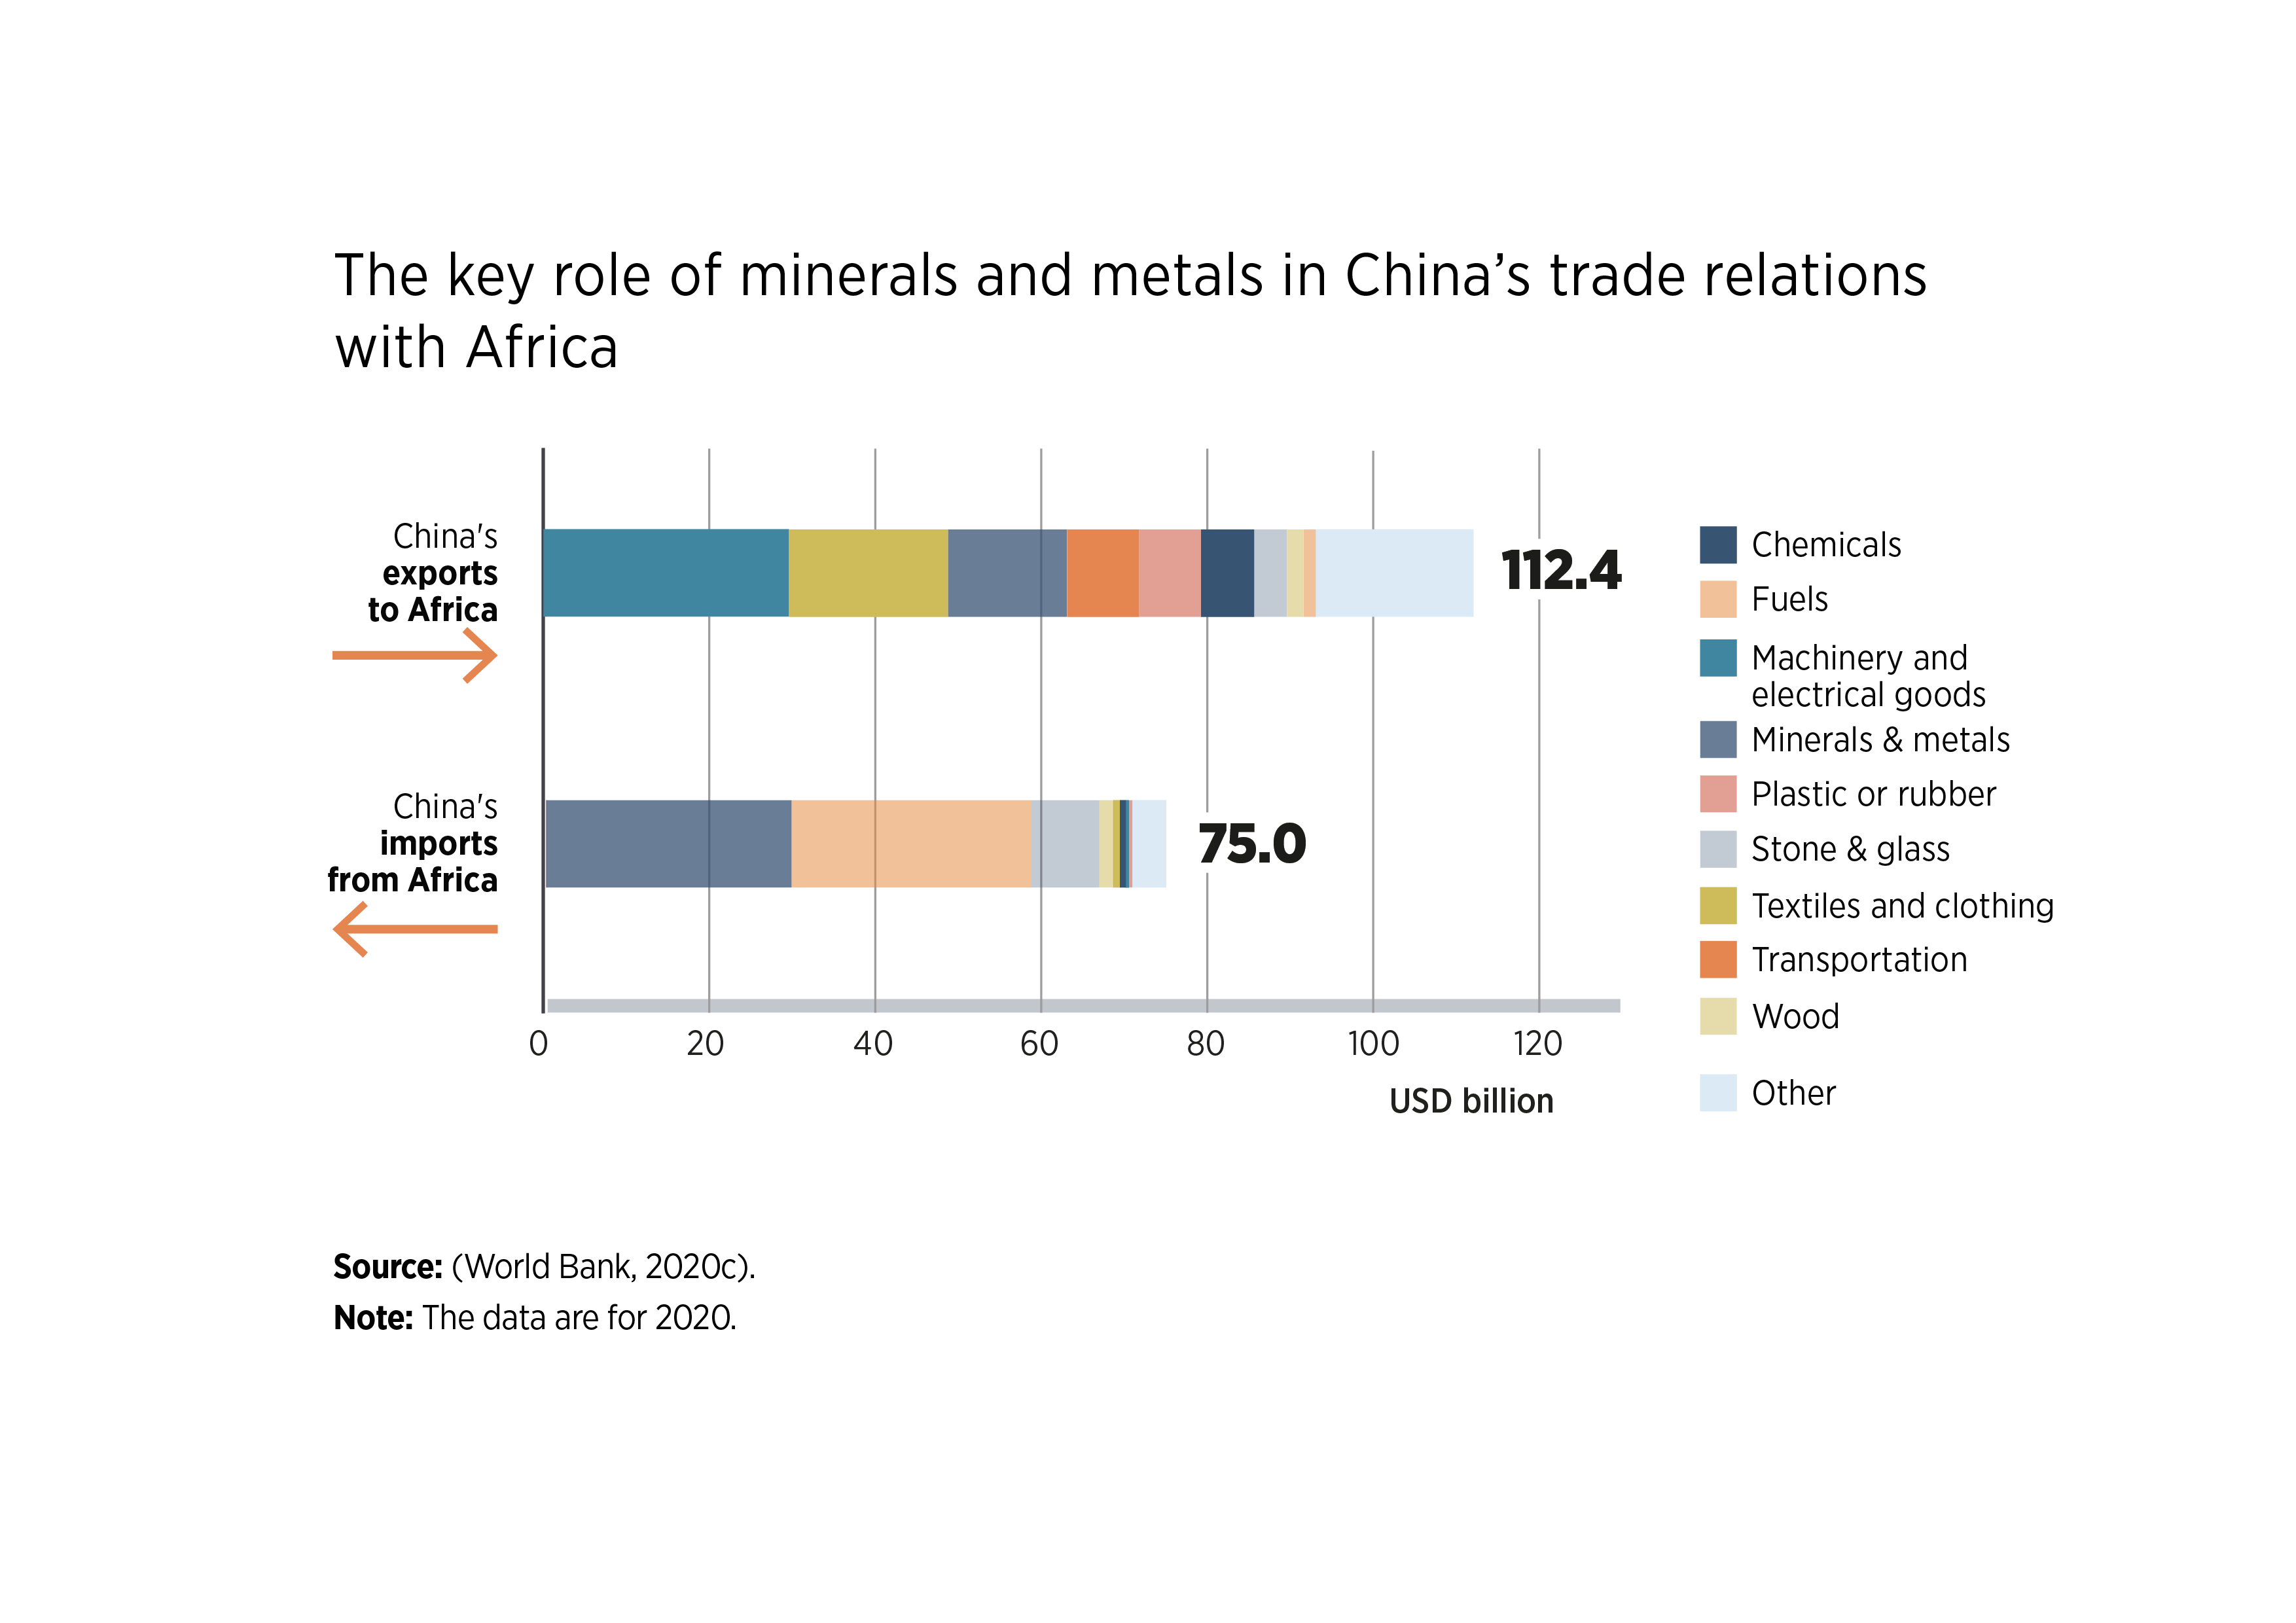 The key role of minerals and metals in China’s trade relations
with Africa
China's
exports
to Africa
112.4
China's
imports
from Africa
75.0
0 20 40 60 80 100 120
USD billion
Chemicals
Fuels
Machinery and
electrical goods
Minerals & metals
Plastic or rubber
Stone & glass
Textiles and clothing
Transportation
Wood
Other
Source: (World Bank, 2020c).
Note: The data are for 2020.